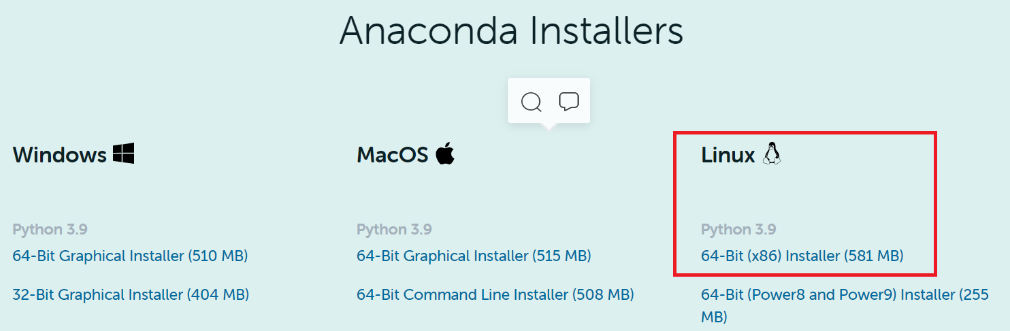 Anaconda Installers
Windows
Python 3.9
64-Bit Graphical Installer (510 MB)
32-Bit Graphical Installer (404 MB)
MacOS
Python 3.9
64-Bit Graphical Installer (515 MB)
64-Bit Command Line Installer (508 MB)
Linux
Python 3.9
64-Bit (x86) Installer (581 MB)
64-Bit (Power8 and Power9) Installer (255
MB)